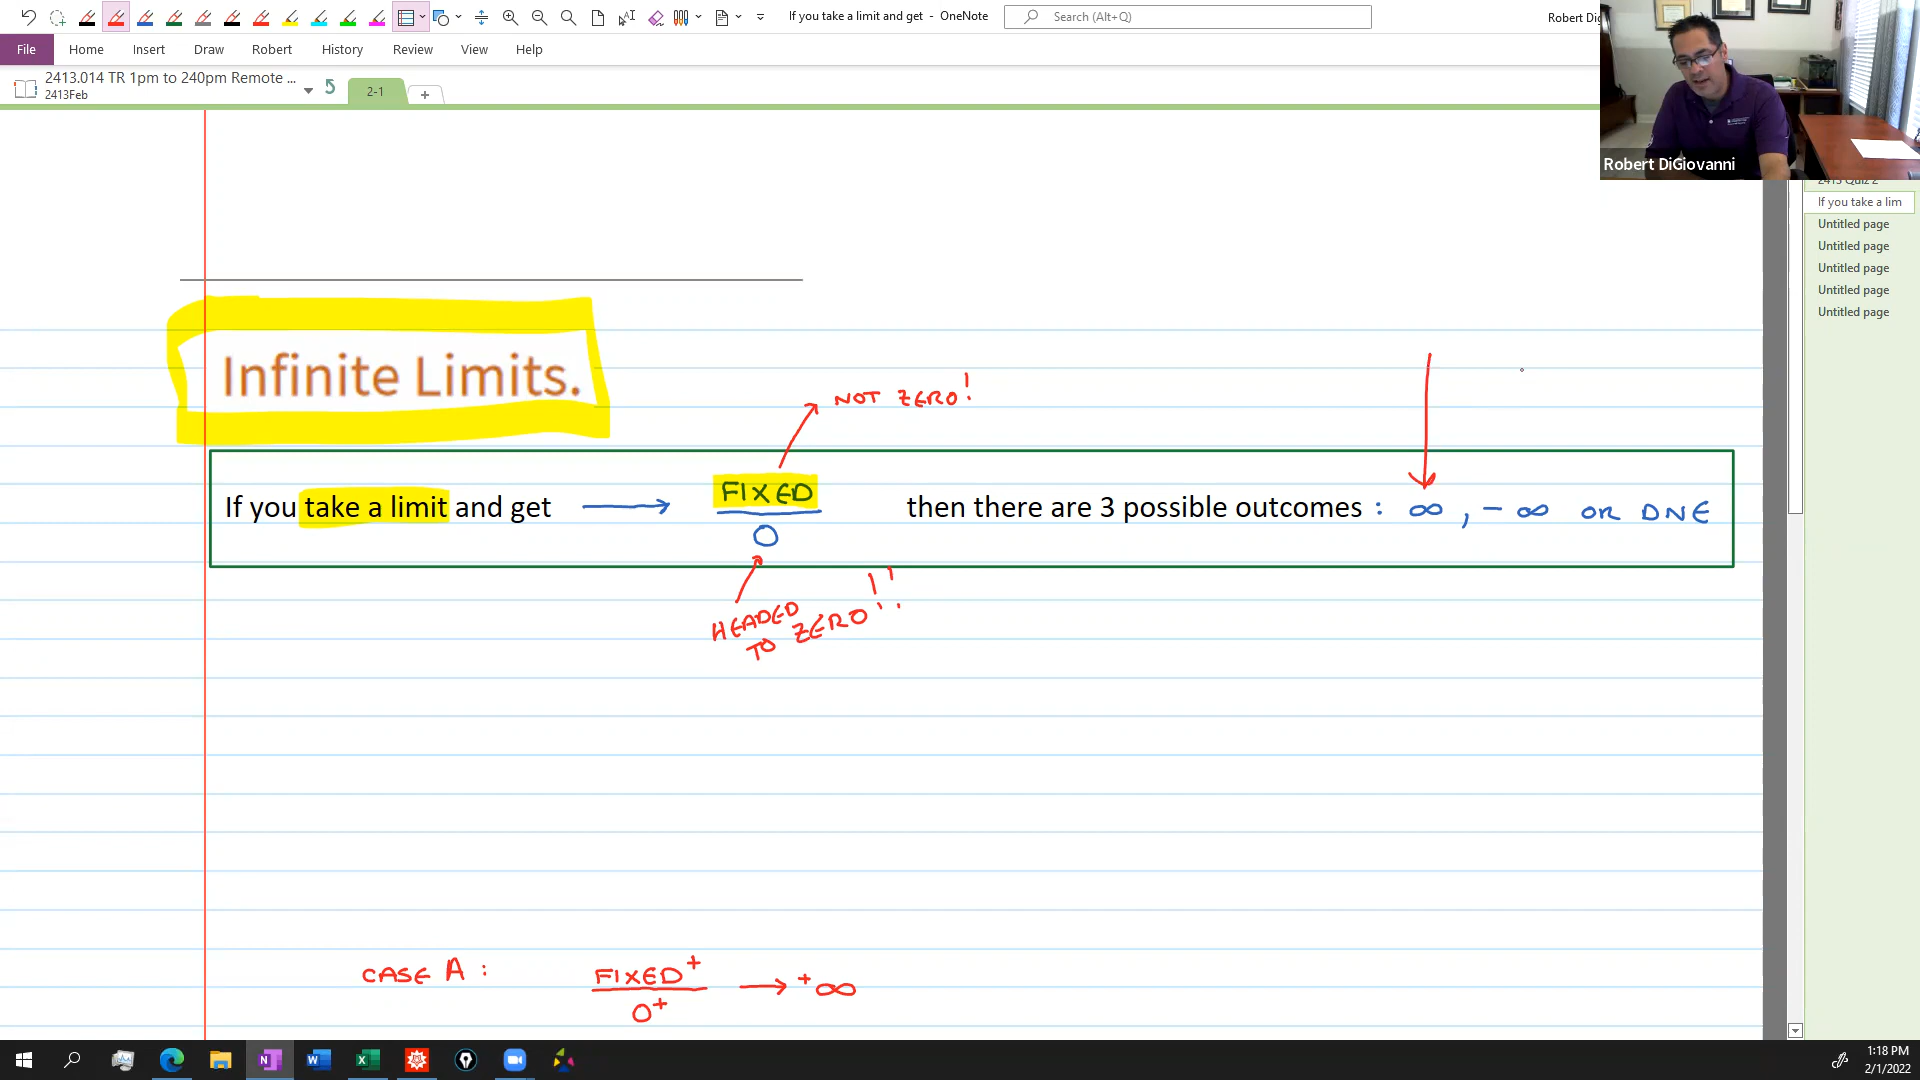 If you take a limit and get - OneNote
Search (Alt+Q)
File Home Insert Draw Robert History Review View Help
2413.014 TR 1pm to 240pm Remote ...
2413Feb
2-1
Robert DiGiovanni
2413 Quiz 2
If you take a lim
Untitled page
Untitled page
Untitled page
Untitled page
Untitled page
Infinite Limits.
NOT ZERO!
If you take a limit and get → FIXED then there are 3 possible outcomes : ∞, -∞ OR DNE
0
HEADED
TO ZERO!!
CASE A : FIXED+ → +∞
0+
1:18 PM
2/1/2022